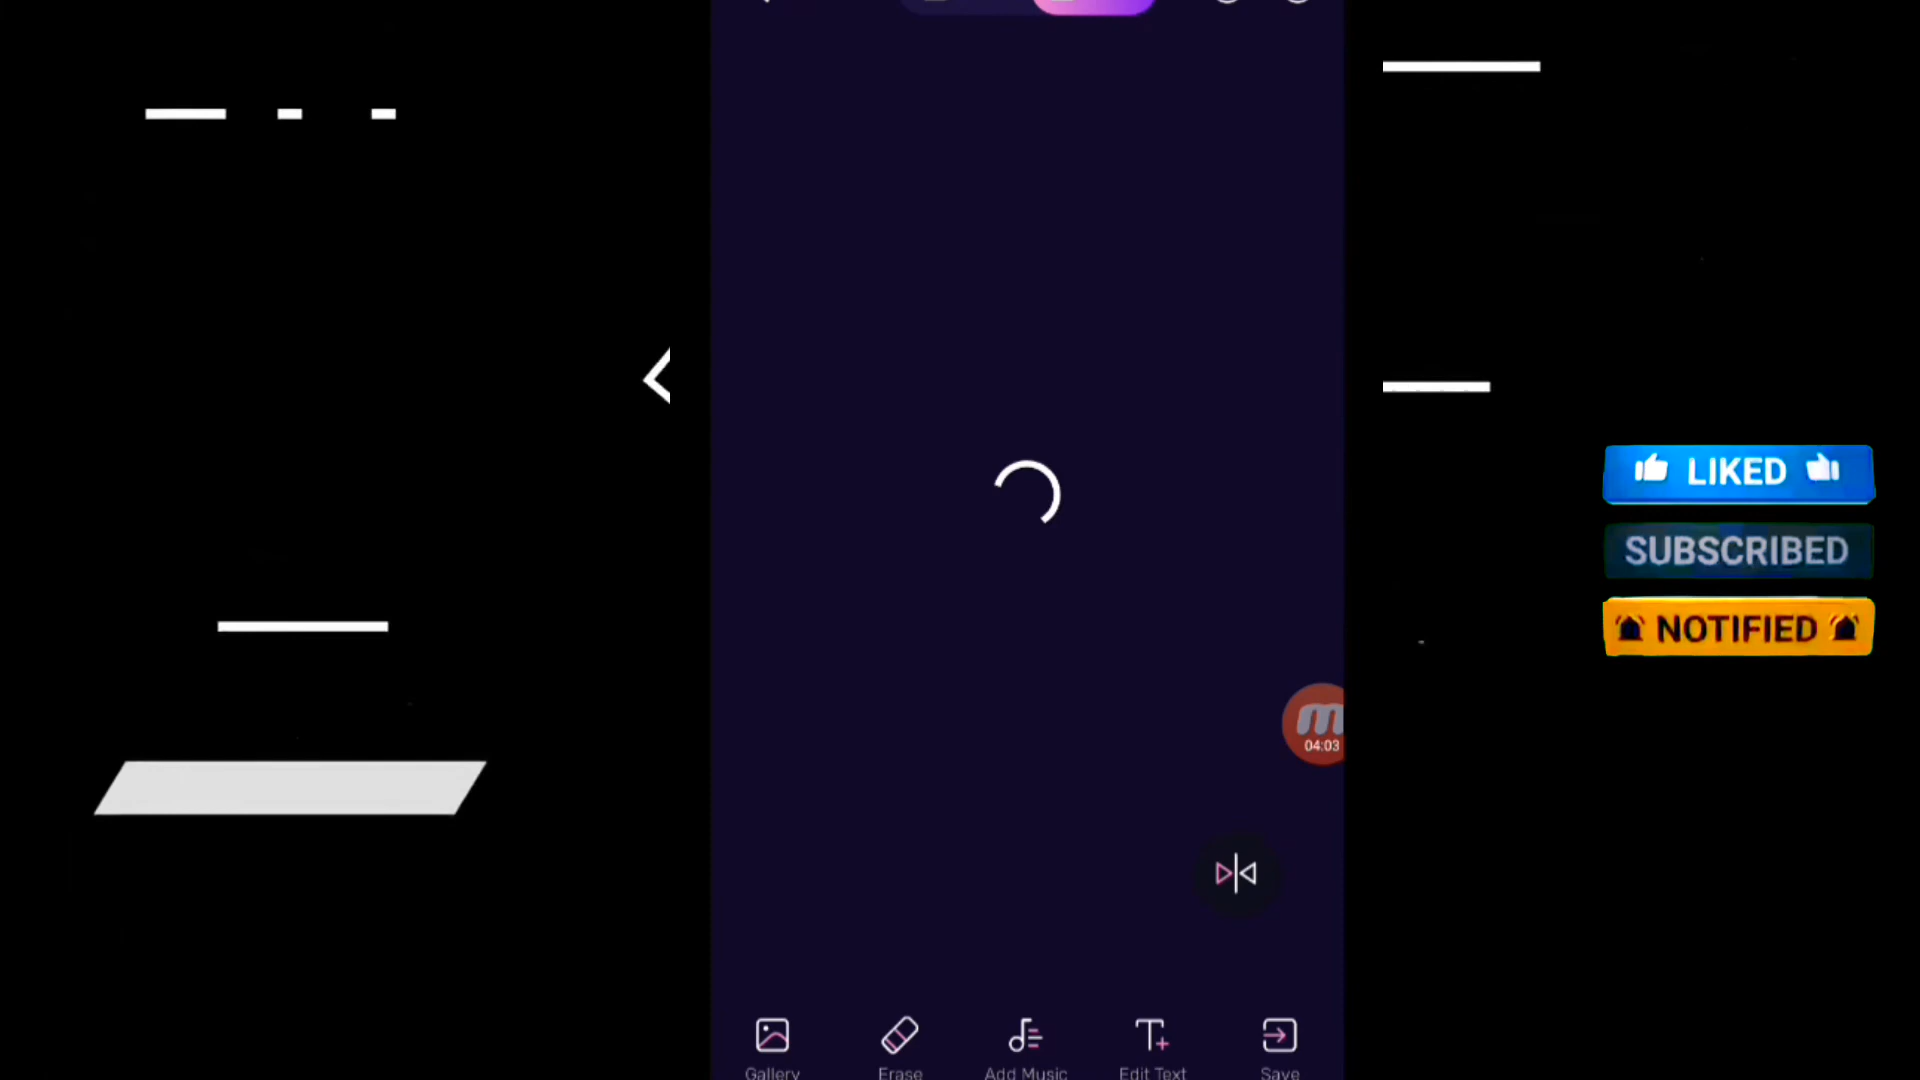 LIKED
SUBSCRIBED
NOTIFIED
m
04:03
Gallery
Erase
Add Music
Edit Text
Save